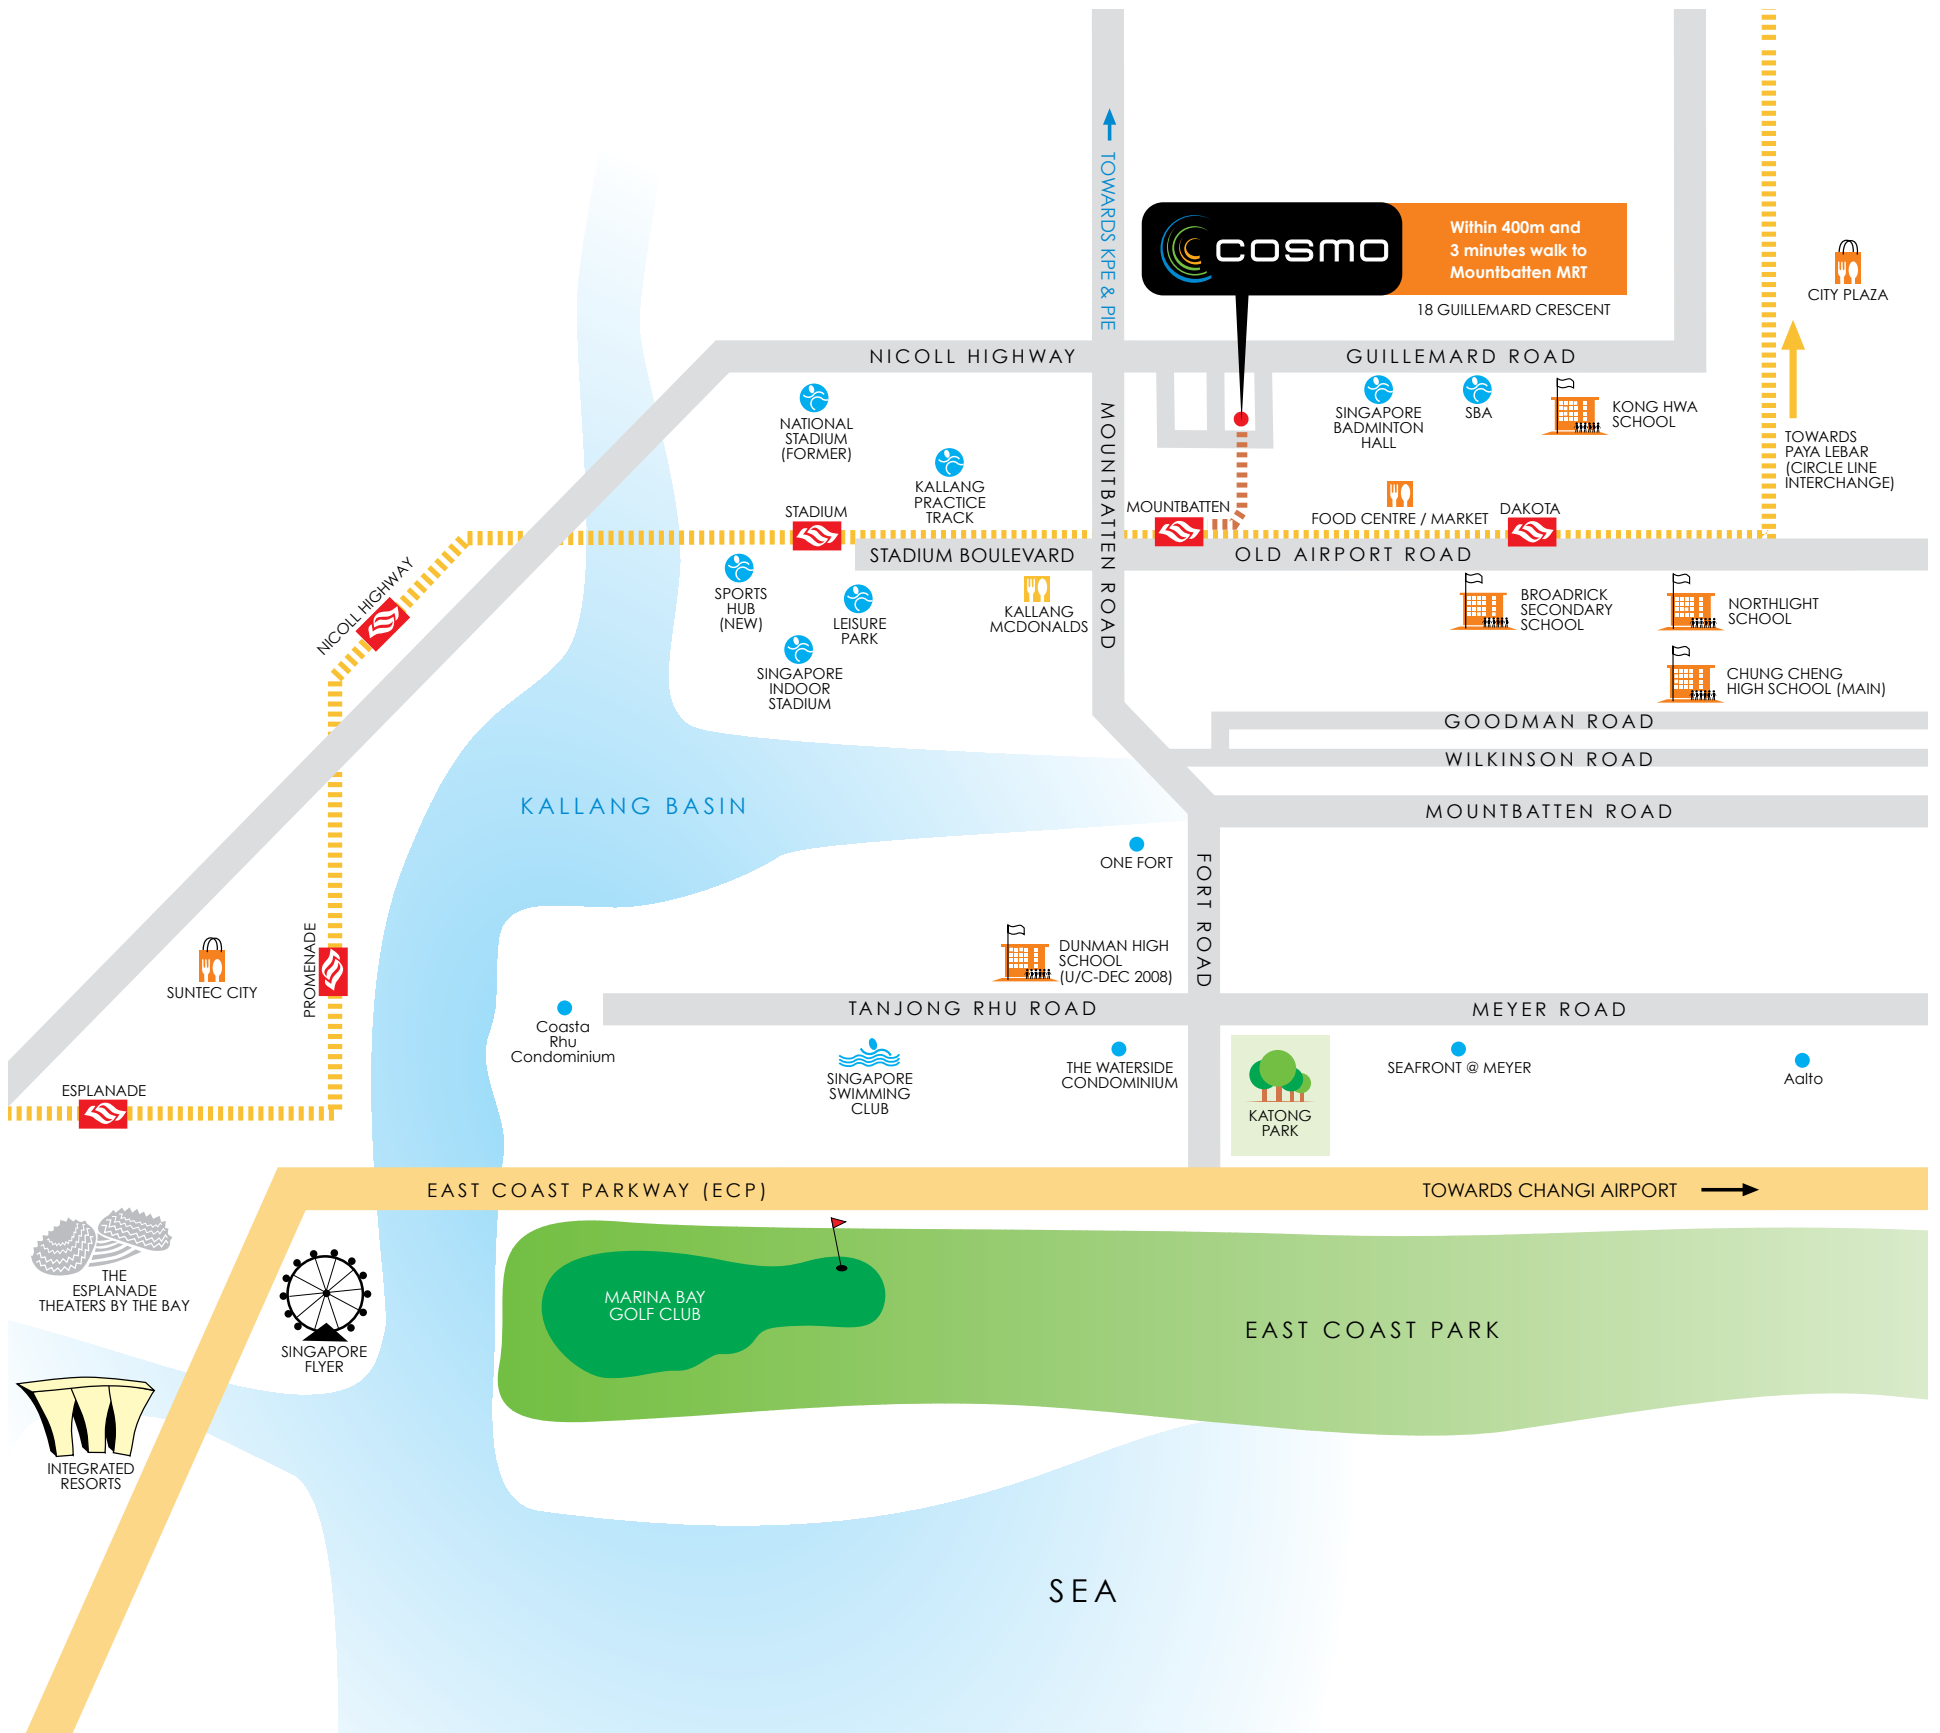 TOWARDS KPE & PIE
COSMO
Within 400m and
3 minutes walk to
Mountbatten MRT
18 GUILLEMARD CRESCENT
CITY PLAZA
NICOLL HIGHWAY
GUILLEMARD ROAD
NATIONAL
STADIUM
(FORMER)
SINGAPORE
BADMINTON
HALL
SBA
KONG HWA
SCHOOL
TOWARDS
PAYA LEBAR
(CIRCLE LINE
INTERCHANGE)
KALLANG
PRACTICE
TRACK
MOUNTBATTEN ROAD
STADIUM
MOUNTBATTEN
FOOD CENTRE / MARKET
DAKOTA
STADIUM BOULEVARD
OLD AIRPORT ROAD
NICOLL HIGHWAY
SPORTS
HUB
(NEW)
LEISURE
PARK
KALLANG
MCDONALDS
BROADRICK
SECONDARY
SCHOOL
NORTHLIGHT
SCHOOL
SINGAPORE
INDOOR
STADIUM
CHUNG CHENG
HIGH SCHOOL (MAIN)
GOODMAN ROAD
WILKINSON ROAD
KALLANG BASIN
MOUNTBATTEN ROAD
ONE FORT
FORT ROAD
PROMENADE
SUNTEC CITY
DUNMAN HIGH
SCHOOL
(U/C-DEC 2008)
TANJONG RHU ROAD
MEYER ROAD
Coasta
Rhu
Condominium
SINGAPORE
SWIMMING
CLUB
THE WATERSIDE
CONDOMINIUM
KATONG
PARK
SEAFRONT @ MEYER
Aalto
ESPLANADE
EAST COAST PARKWAY (ECP)
TOWARDS CHANGI AIRPORT
THE
ESPLANADE
THEATERS BY THE BAY
SINGAPORE
FLYER
MARINA BAY
GOLF CLUB
EAST COAST PARK
INTEGRATED
RESORTS
SEA